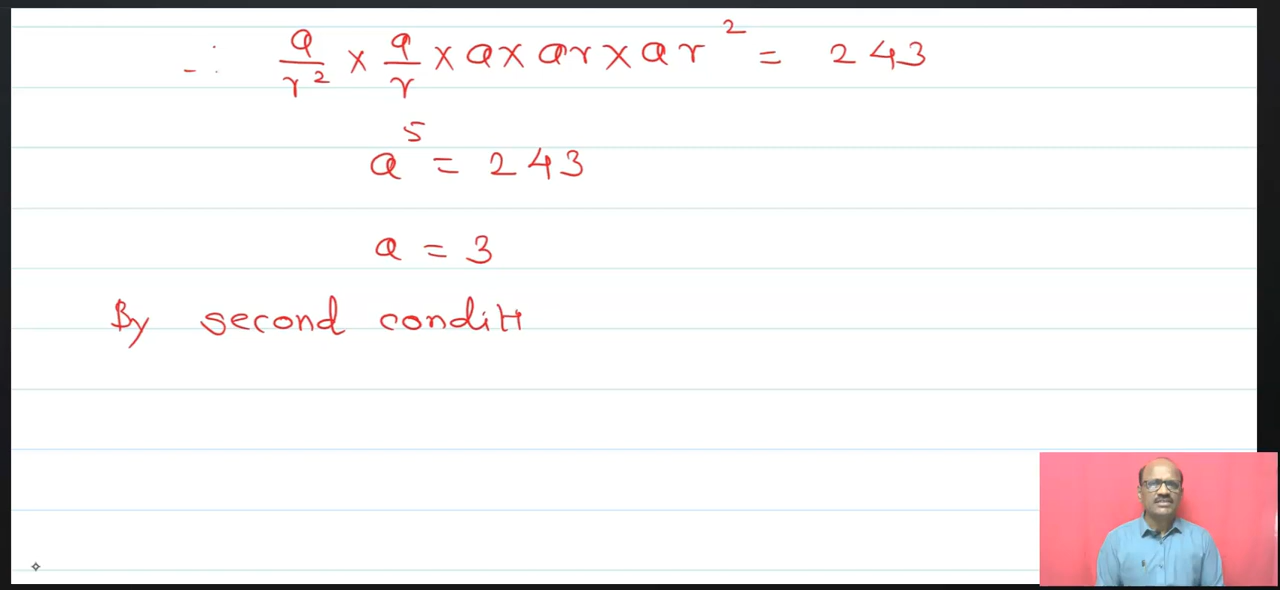 ∴ a/r² × a/r × a × ar × ar² = 243
a⁵ = 243
a = 3
By second conditi